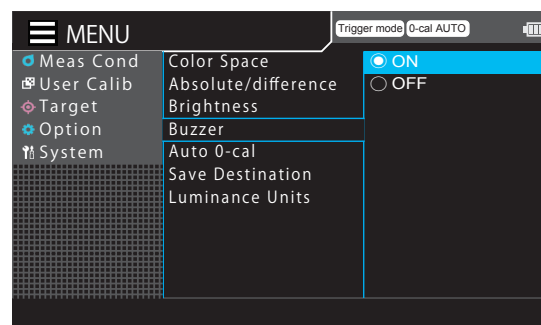 MENU
Trigger mode 0-cal AUTO
Meas Cond
User Calib
Target
Option
System
Color Space
Absolute/difference
Brightness
Buzzer
Auto 0-cal
Save Destination
Luminance Units
ON
OFF